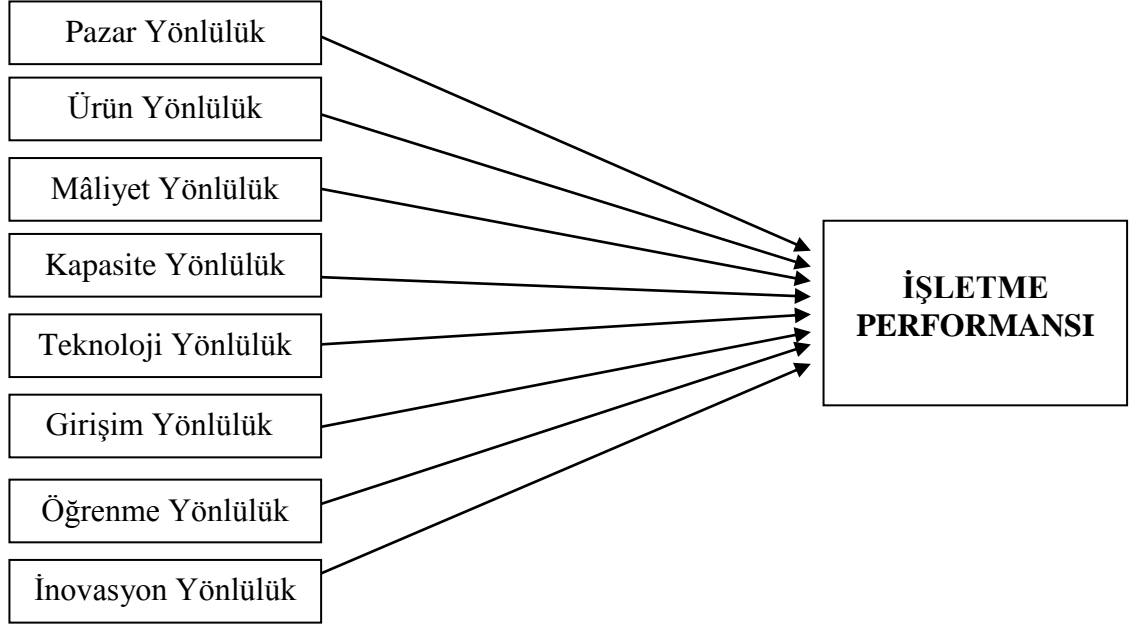 Pazar Yönlülük
Ürün Yönlülük
Mâliyet Yönlülük
Kapasite Yönlülük
Teknoloji Yönlülük
Girişim Yönlülük
Öğrenme Yönlülük
İnovasyon Yönlülük
İŞLETME
PERFORMANSI